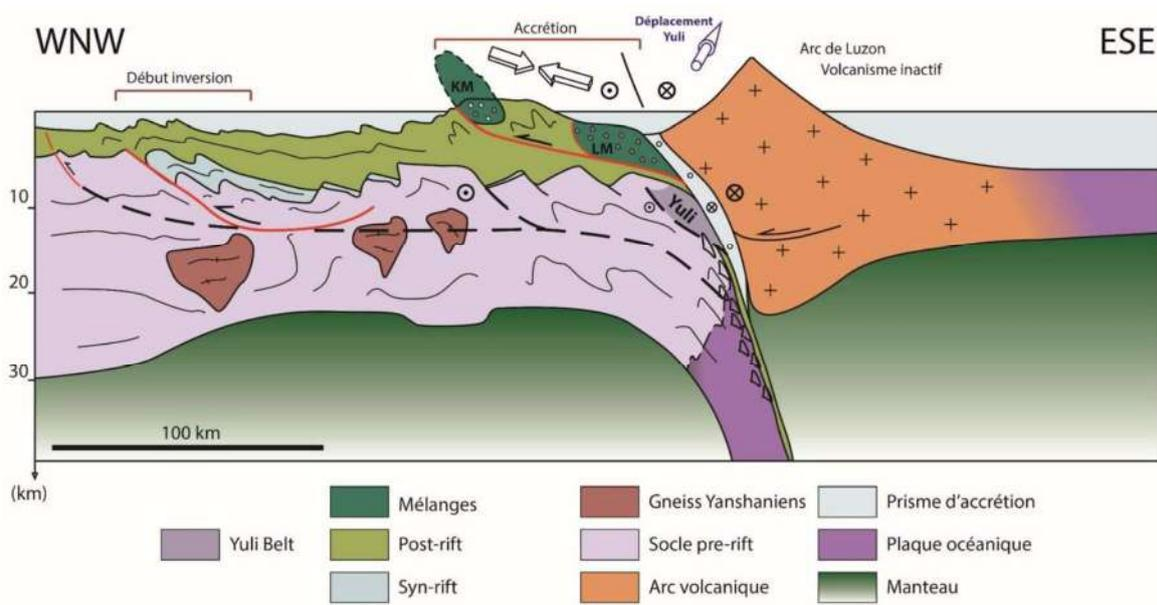 WNW
Accrétion
Déplacement
Yuli
Arc de Luzon
Volcanisme inactif
ESE
Début inversion
KM
LM
Yuli
10
20
30
100 km
(km)
Mélanges
Gneiss Yanshaniens
Prisme d'accrétion
Yuli Belt
Post-rift
Socle pre-rift
Plaque océanique
Syn-rift
Arc volcanique
Manteau